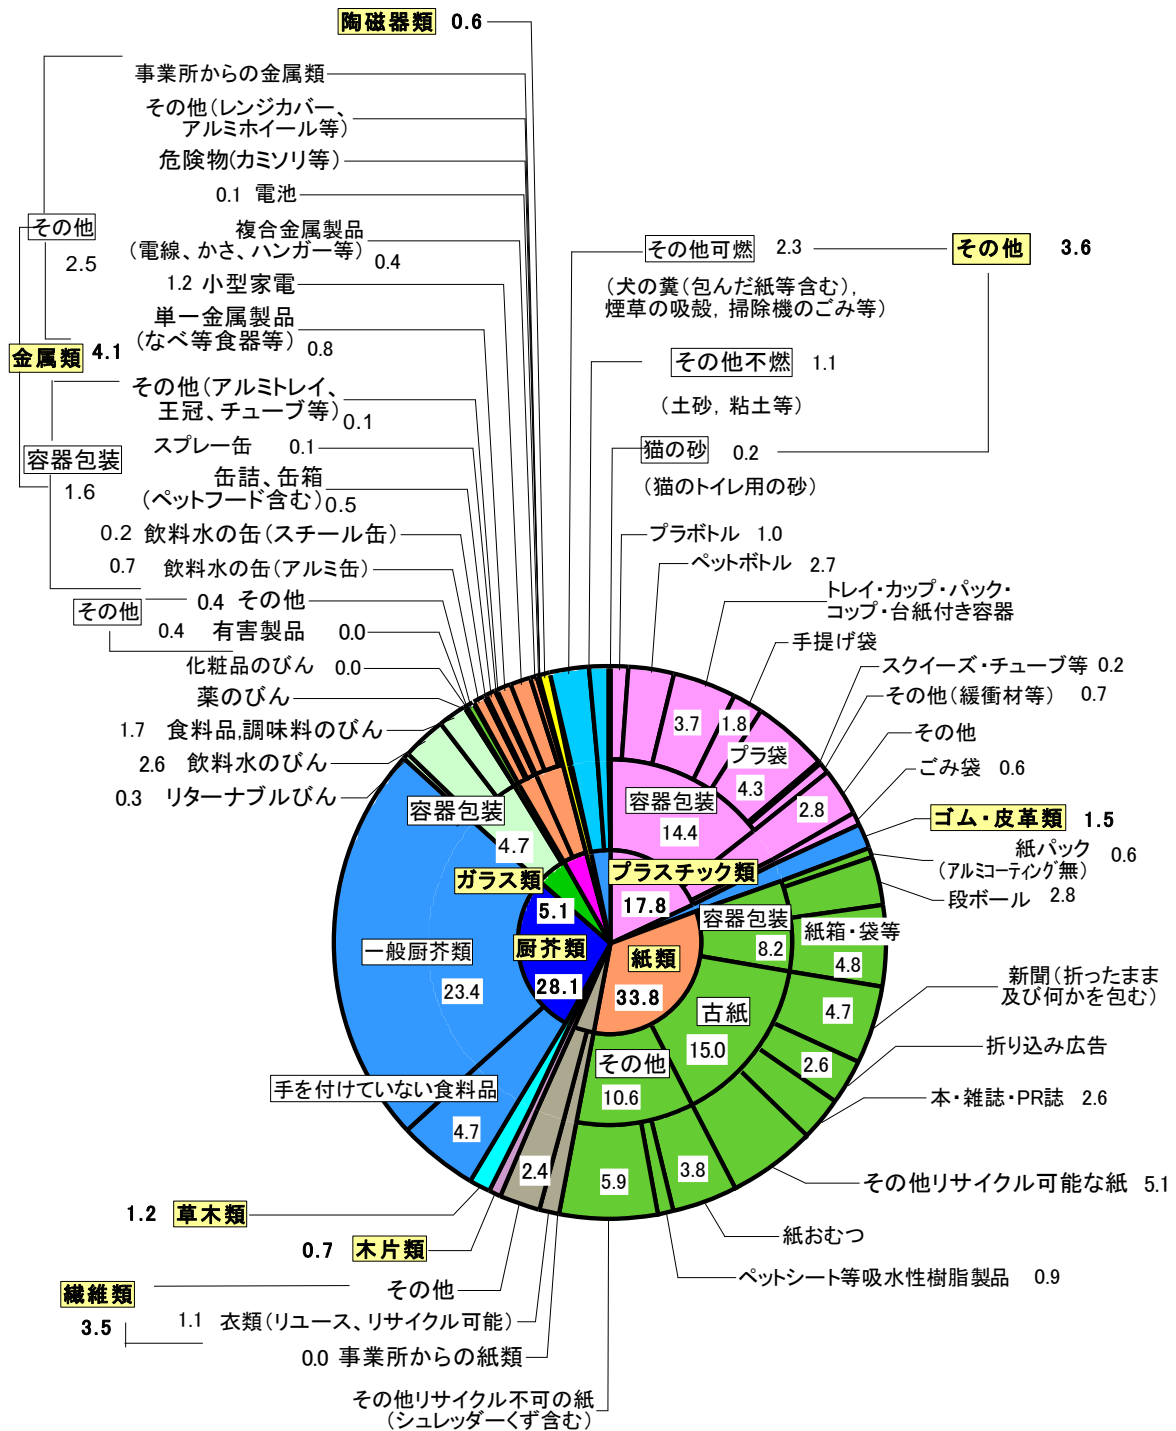 陶磁器類 0.6
事業所からの金属類
その他(レンジカバー、
アルミホイール等)
危険物(カミソリ等)
0.1 電池
複合金属製品
(電線、かさ、ハンガー等) 0.4
1.2 小型家電
単一金属製品
(なべ等食器等) 0.8
その他
2.5
金属類 4.1
その他(アルミトレイ、
王冠、チューブ等) 0.1
スプレー缶 0.1
缶詰、缶箱
(ペットフード含む) 0.5
容器包装
1.6
0.2 飲料水の缶(スチール缶)
0.7 飲料水の缶(アルミ缶)
0.4 その他
その他
0.4 有害製品 0.0
化粧品のびん 0.0
薬のびん
1.7 食料品,調味料のびん
2.6 飲料水のびん
0.3 リターナブルびん
その他可燃 2.3
その他 3.6
(犬の糞(包んだ紙等含む),
煙草の吸殻, 掃除機のごみ等)
その他不燃 1.1
(土砂, 粘土等)
猫の砂 0.2
(猫のトイレ用の砂)
プラボトル 1.0
ペットボトル 2.7
トレイ・カップ・パック・
コップ・台紙付き容器
手提げ袋
スクイーズ・チューブ等 0.2
その他(緩衝材等) 0.7
その他
ごみ袋 0.6
ゴム・皮革類 1.5
紙パック 0.6
(アルミコーティング無)
段ボール 2.8
3.7
1.8
プラ袋
4.3
2.8
容器包装
14.4
プラスチック類
17.8
容器包装
4.7
ガラス類
5.1
厨芥類
28.1
一般厨芥類
23.4
手を付けていない食料品
4.7
紙類
33.8
容器包装
8.2
紙箱・袋等
4.8
古紙
15.0
4.7
2.6
その他
10.6
3.8
5.9
2.4
新聞(折ったまま
及び何かを包む)
折り込み広告
本・雑誌・PR誌 2.6
その他リサイクル可能な紙 5.1
紙おむつ
ペットシート等吸水性樹脂製品 0.9
1.2 草木類
0.7 木片類
繊維類
3.5
その他
1.1 衣類(リユース、リサイクル可能)
0.0 事業所からの紙類
その他リサイクル不可の紙
(シュレッダーくず含む)